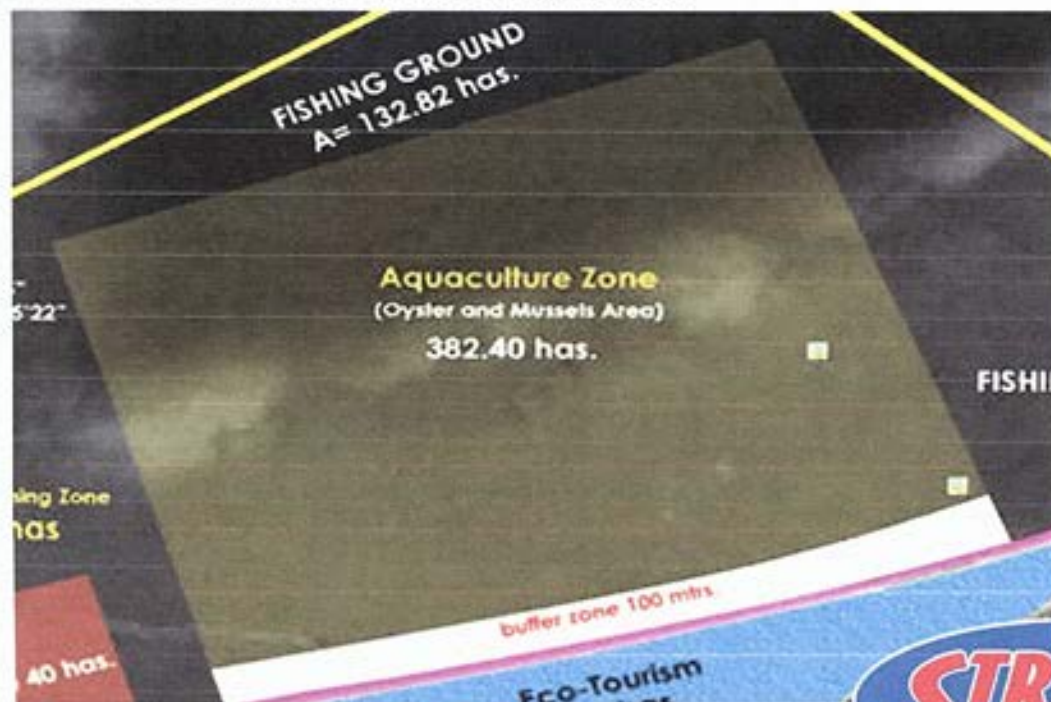 FISHING GROUND
A= 132.82 has.
Aquaculture Zone
(Oyster and Mussels Area)
382.40 has.
5'22"
FISHI
ing Zone
has
40 has.
buffer zone 100 mtrs
Eco-Tourism
STR